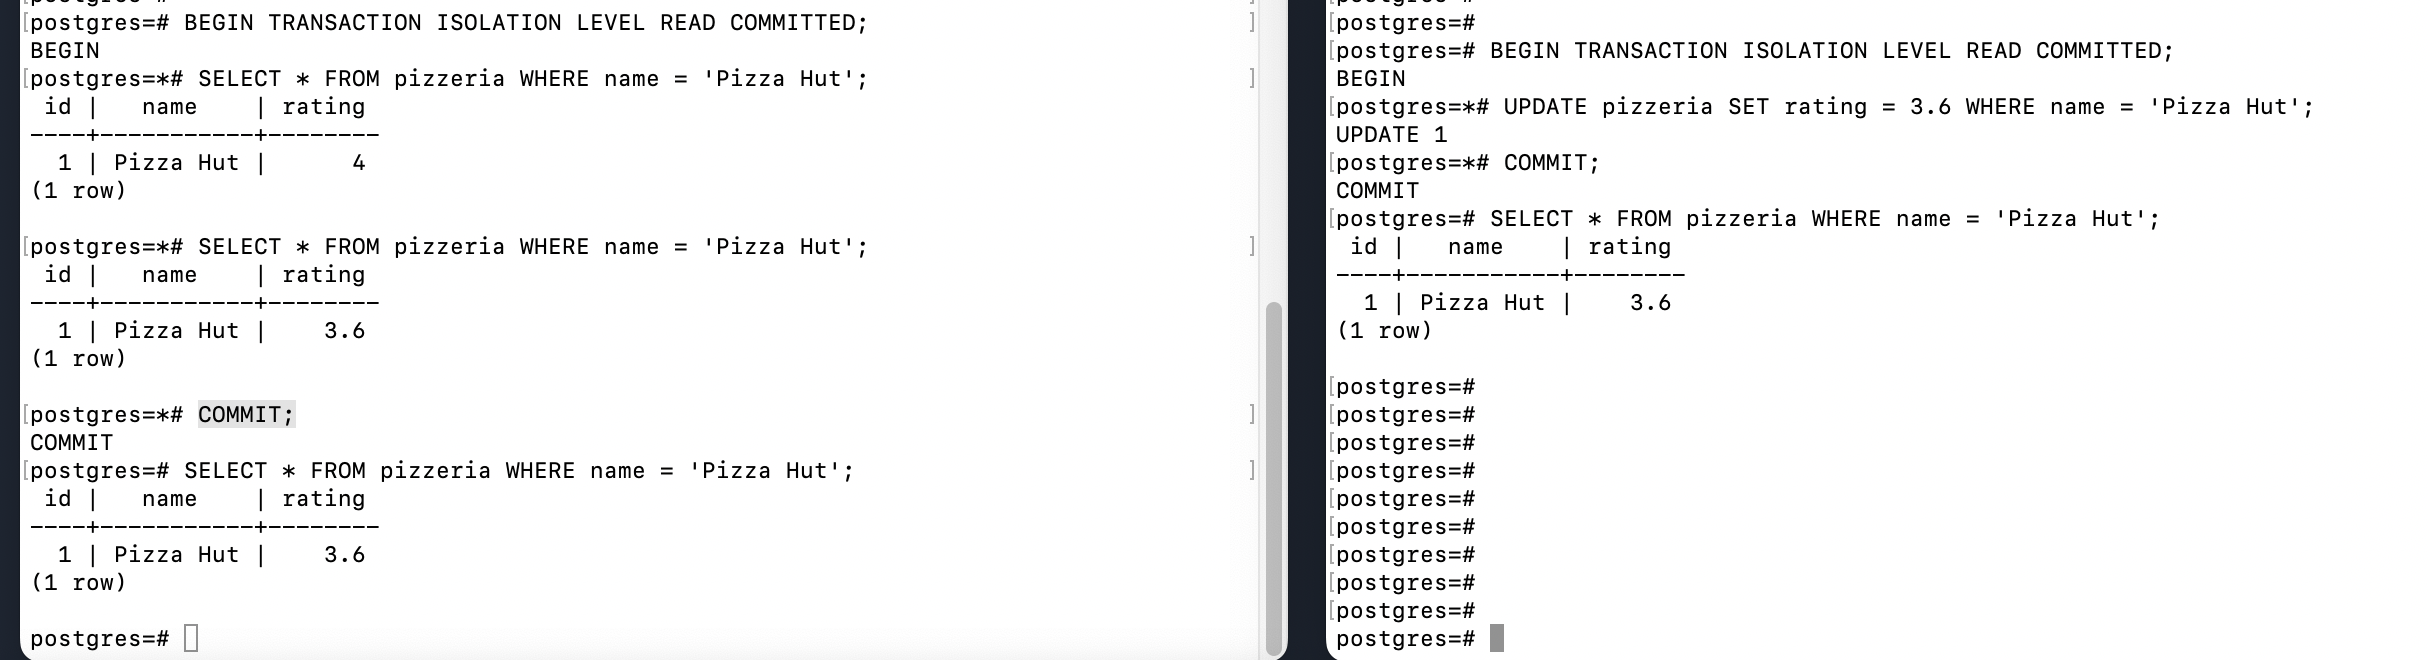 postgres=# BEGIN TRANSACTION ISOLATION LEVEL READ COMMITTED;
BEGIN
postgres=*# SELECT * FROM pizzeria WHERE name = 'Pizza Hut';
 id |   name    | rating
----+-----------+--------
  1 | Pizza Hut |      4
(1 row)

postgres=*# SELECT * FROM pizzeria WHERE name = 'Pizza Hut';
 id |   name    | rating
----+-----------+--------
  1 | Pizza Hut |    3.6
(1 row)

postgres=*# COMMIT;
COMMIT
postgres=# SELECT * FROM pizzeria WHERE name = 'Pizza Hut';
 id |   name    | rating
----+-----------+--------
  1 | Pizza Hut |    3.6
(1 row)

postgres=#
postgres=#
postgres=# BEGIN TRANSACTION ISOLATION LEVEL READ COMMITTED;
BEGIN
postgres=*# UPDATE pizzeria SET rating = 3.6 WHERE name = 'Pizza Hut';
UPDATE 1
postgres=*# COMMIT;
COMMIT
postgres=# SELECT * FROM pizzeria WHERE name = 'Pizza Hut';
 id |   name    | rating
----+-----------+--------
  1 | Pizza Hut |    3.6
(1 row)

postgres=#
postgres=#
postgres=#
postgres=#
postgres=#
postgres=#
postgres=#
postgres=#
postgres=#
postgres=#